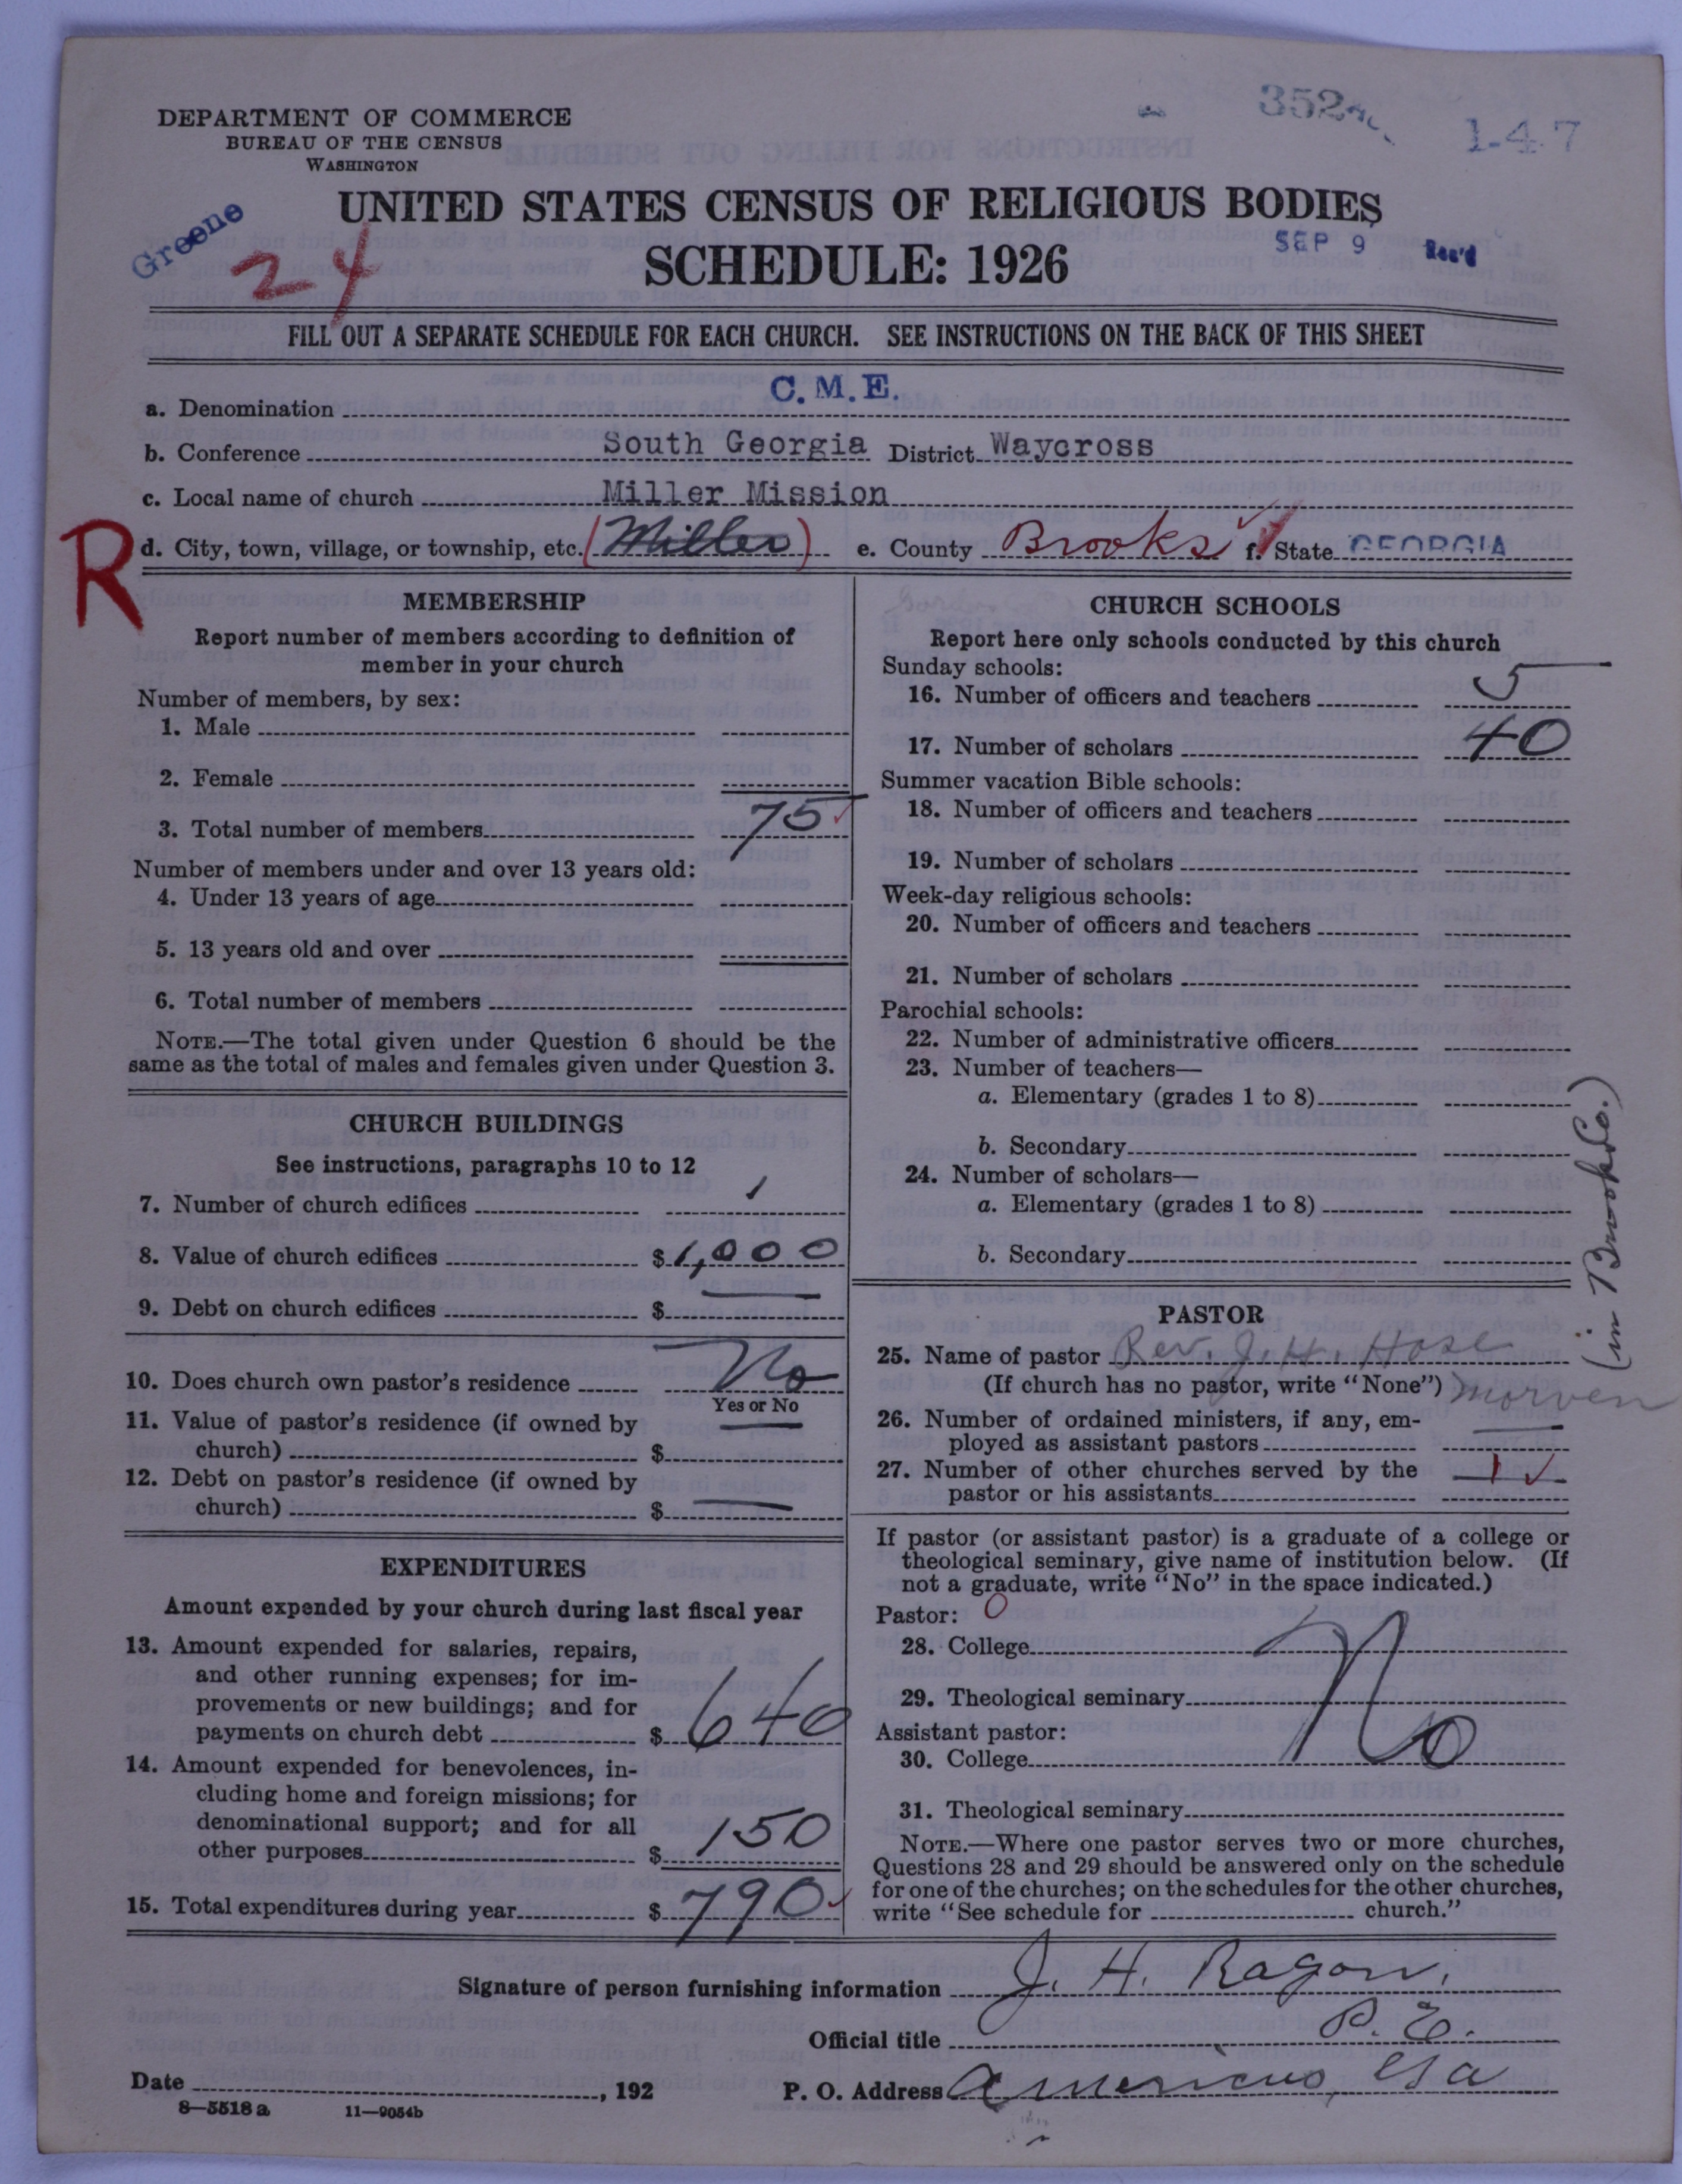 DEPARTMENT OF COMMERCE
BUREAU OF THE CENSUS
WASHINGTON
352
1-47
Greene
24
UNITED STATES CENSUS OF RELIGIOUS BODIES
SCHEDULE: 1926
SEP 9 Rec'd
FILL OUT A SEPARATE SCHEDULE FOR EACH CHURCH. SEE INSTRUCTIONS ON THE BACK OF THIS SHEET
a. Denomination C. M. E.
b. Conference South Georgia District Waycross
c. Local name of church Miller Mission
R
d. City, town, village, or township, etc. (Miller) e. County Brooks f. State GEORGIA
MEMBERSHIP
Report number of members according to definition of
member in your church
Number of members, by sex:
1. Male
2. Female
3. Total number of members 75
Number of members under and over 13 years old:
4. Under 13 years of age
5. 13 years old and over
6. Total number of members
NOTE.—The total given under Question 6 should be the
same as the total of males and females given under Question 3.
CHURCH BUILDINGS
See instructions, paragraphs 10 to 12
7. Number of church edifices 1
8. Value of church edifices $ 1,000
9. Debt on church edifices $
10. Does church own pastor's residence No
Yes or No
11. Value of pastor's residence (if owned by
church) $
12. Debt on pastor's residence (if owned by
church) $
EXPENDITURES
Amount expended by your church during last fiscal year
13. Amount expended for salaries, repairs,
and other running expenses; for im-
provements or new buildings; and for
payments on church debt $ 640
14. Amount expended for benevolences, in-
cluding home and foreign missions; for
denominational support; and for all
other purposes $ 150
15. Total expenditures during year $ 790
CHURCH SCHOOLS
Report here only schools conducted by this church
Sunday schools:
16. Number of officers and teachers 5
17. Number of scholars 40
Summer vacation Bible schools:
18. Number of officers and teachers
19. Number of scholars
Week-day religious schools:
20. Number of officers and teachers
21. Number of scholars
Parochial schools:
22. Number of administrative officers
23. Number of teachers—
a. Elementary (grades 1 to 8)
b. Secondary
24. Number of scholars—
a. Elementary (grades 1 to 8)
b. Secondary
PASTOR
25. Name of pastor Rev. J. H. Hose
(If church has no pastor, write "None") Morven
(in Brooks Co.)
26. Number of ordained ministers, if any, em-
ployed as assistant pastors
27. Number of other churches served by the
pastor or his assistants 1
If pastor (or assistant pastor) is a graduate of a college or
theological seminary, give name of institution below. (If
not a graduate, write "No" in the space indicated.)
Pastor: 0
28. College No
29. Theological seminary
Assistant pastor:
30. College
31. Theological seminary
NOTE.—Where one pastor serves two or more churches,
Questions 28 and 29 should be answered only on the schedule
for one of the churches; on the schedules for the other churches,
write "See schedule for church."
Signature of person furnishing information J. H. Ragon.
Official title P. E.
Date , 192 P. O. Address Americus, Ga
8—5518 a 11—9054b